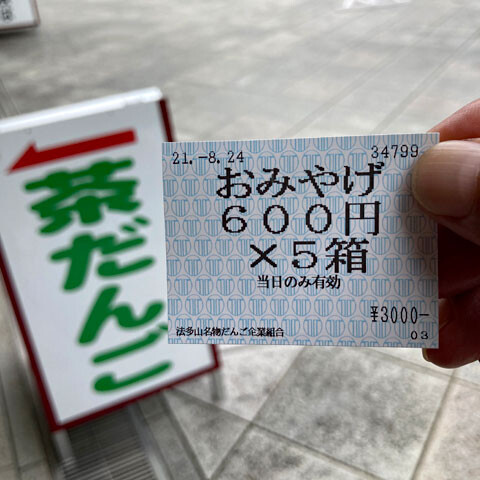 茶だんご
21.-8.24 34799
おみやげ
600円
×5箱
当日のみ有効
¥3000-
法多山名物だんご企業組合
03